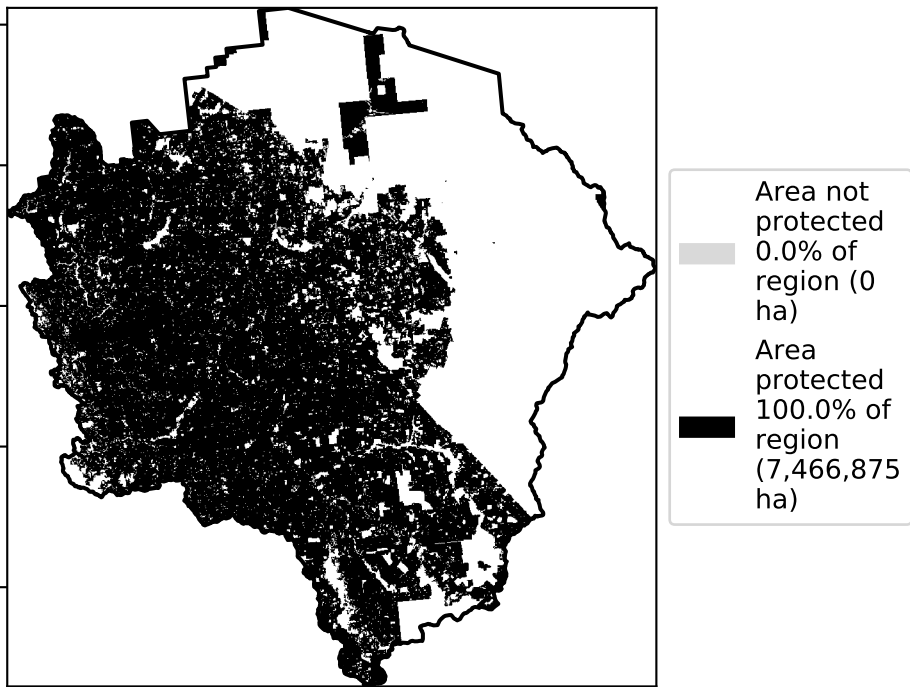 Area not
protected
0.0% of
region (0
ha)
Area
protected
100.0% of
region
(7,466,875
ha)